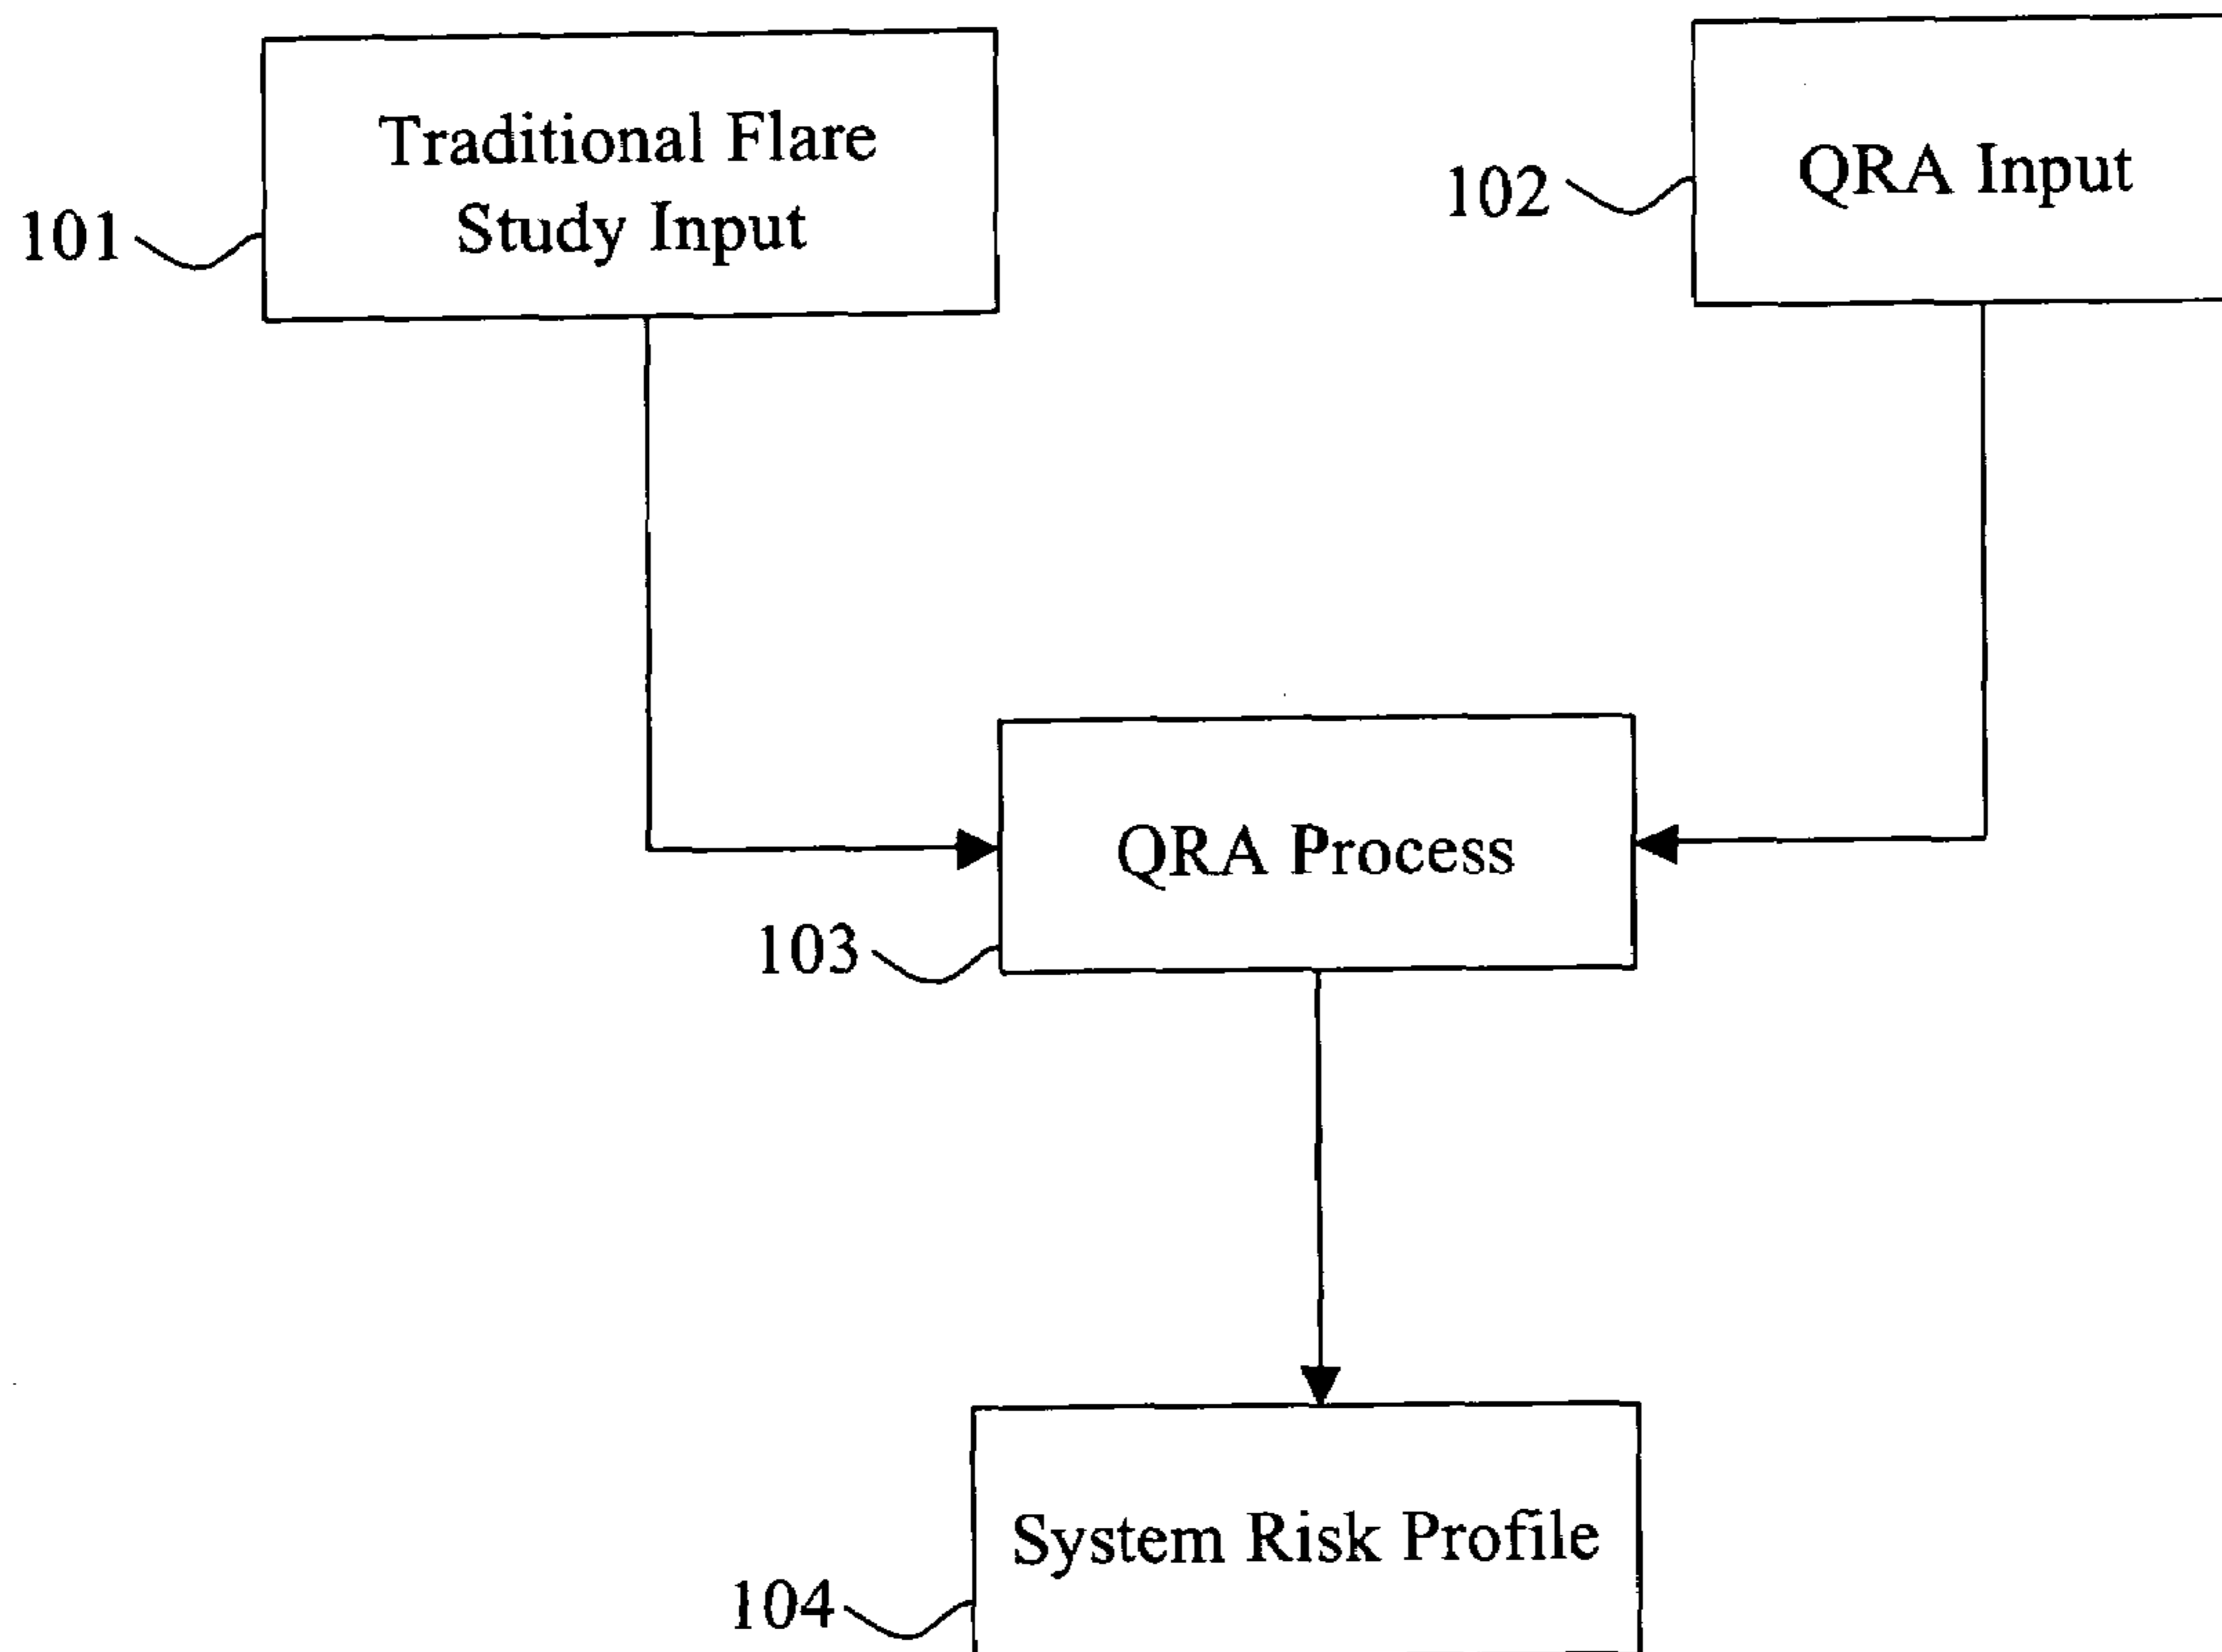 Traditional Flare
Study Input
101
QRA Input
102
QRA Process
103
System Risk Profile
104